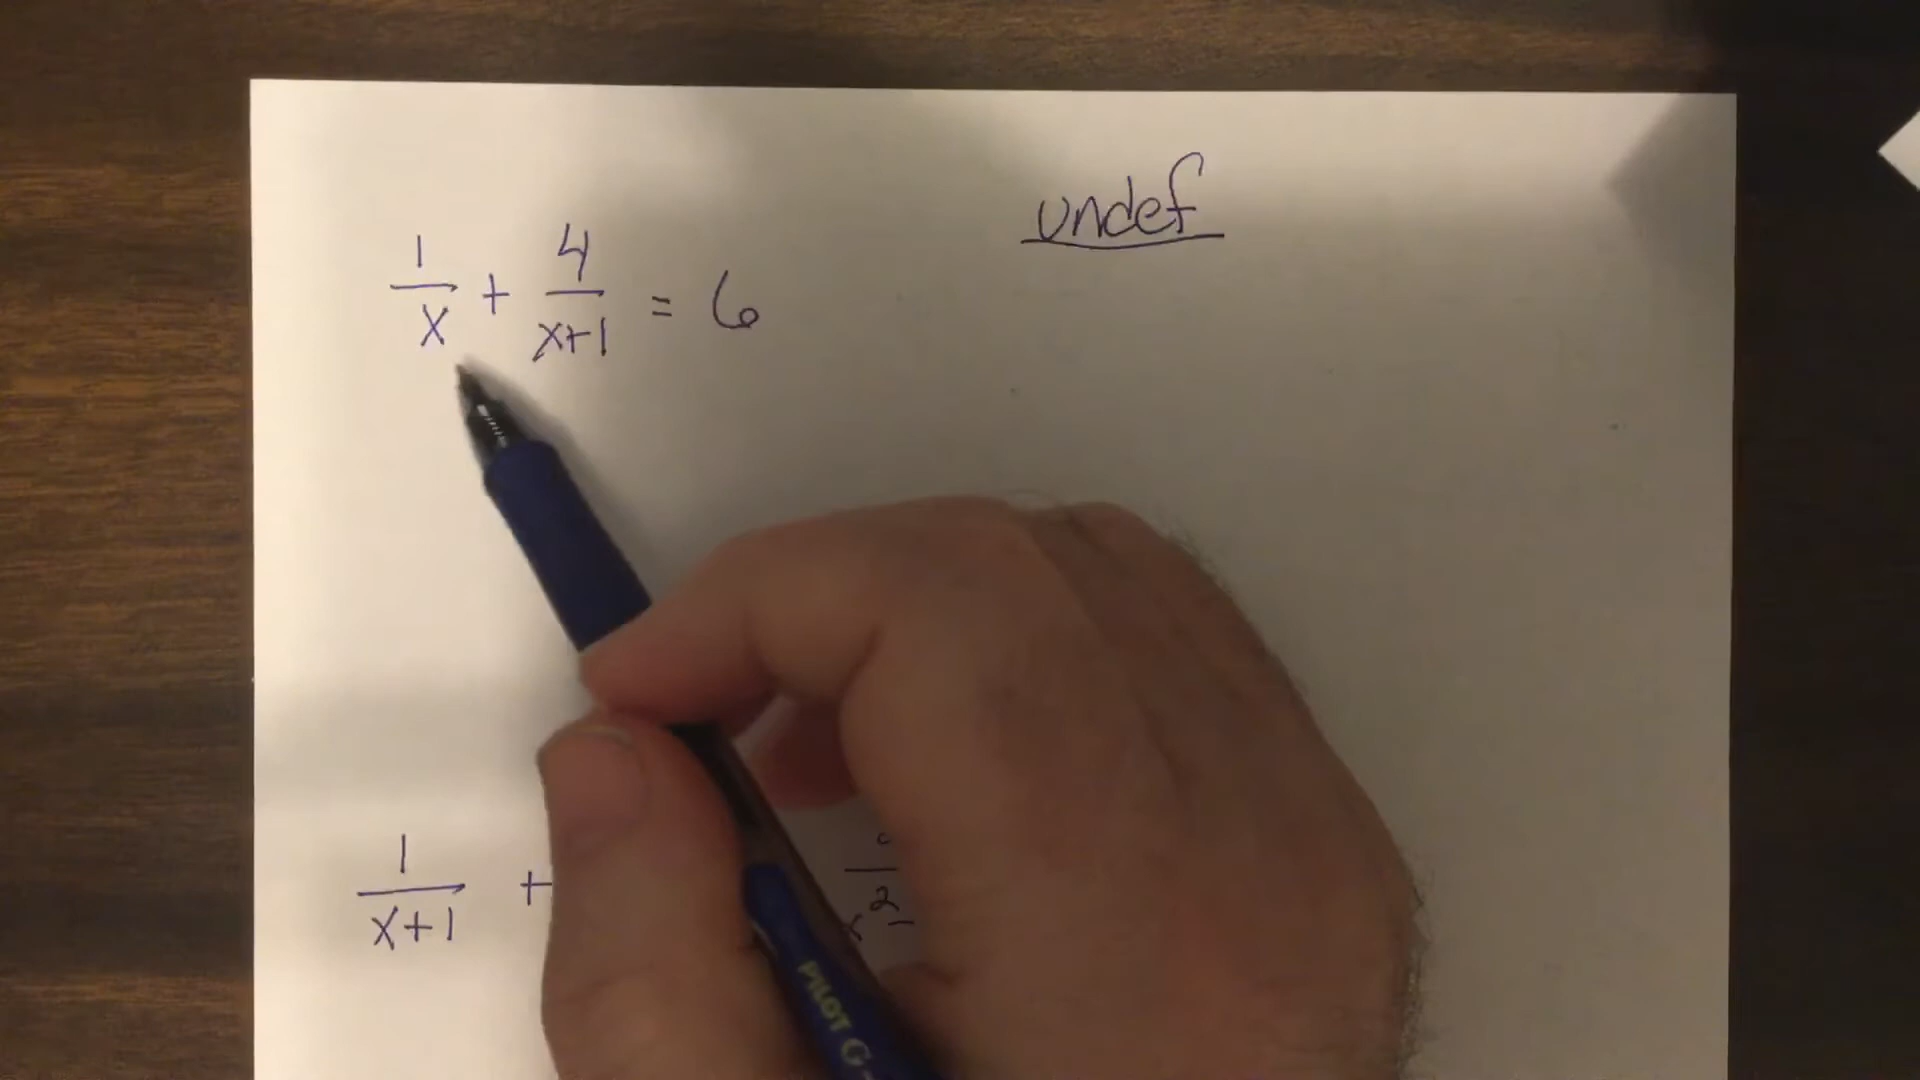 undef
1/x + 4/(x+1) = 6
1/(x+1) +
PILOT G-